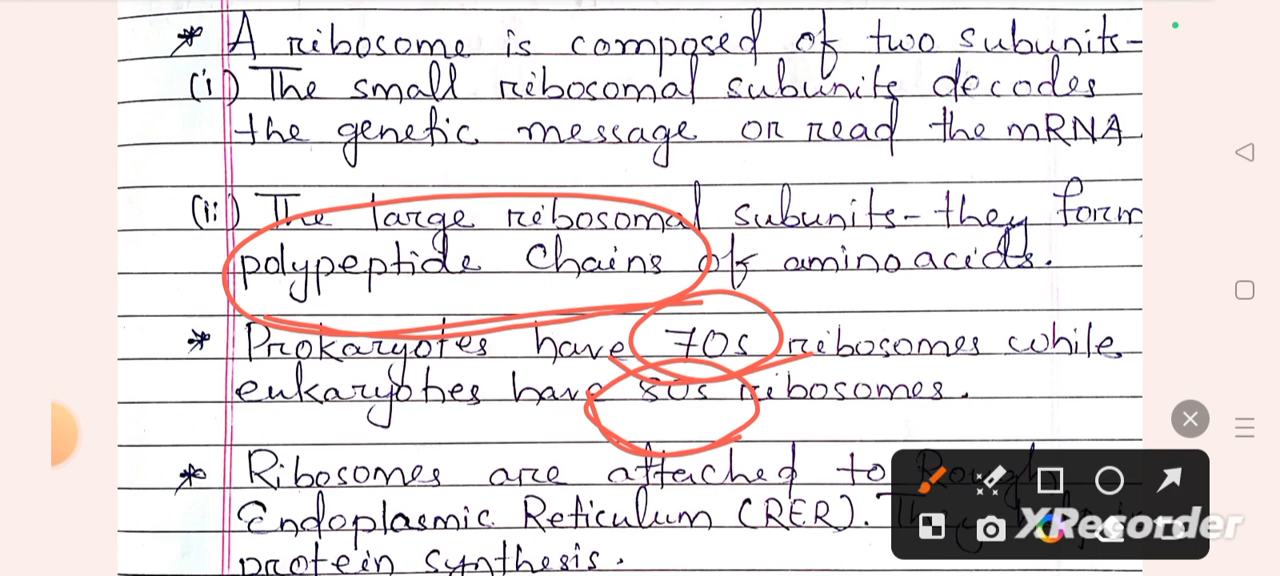 * A ribosome is composed of two subunits-
(i) The small ribosomal subunits decodes
the genetic message or read the mRNA
(ii) The large ribosomal subunits-they form
polypeptide Chains of amino acids.
* Prokaryotes have 70s ribosomes while
eukaryotes have 80s ribosomes.
* Ribosomes are attached to Rough
Endoplasmic Reticulum (RER).
protein synthesis.
XRecorder